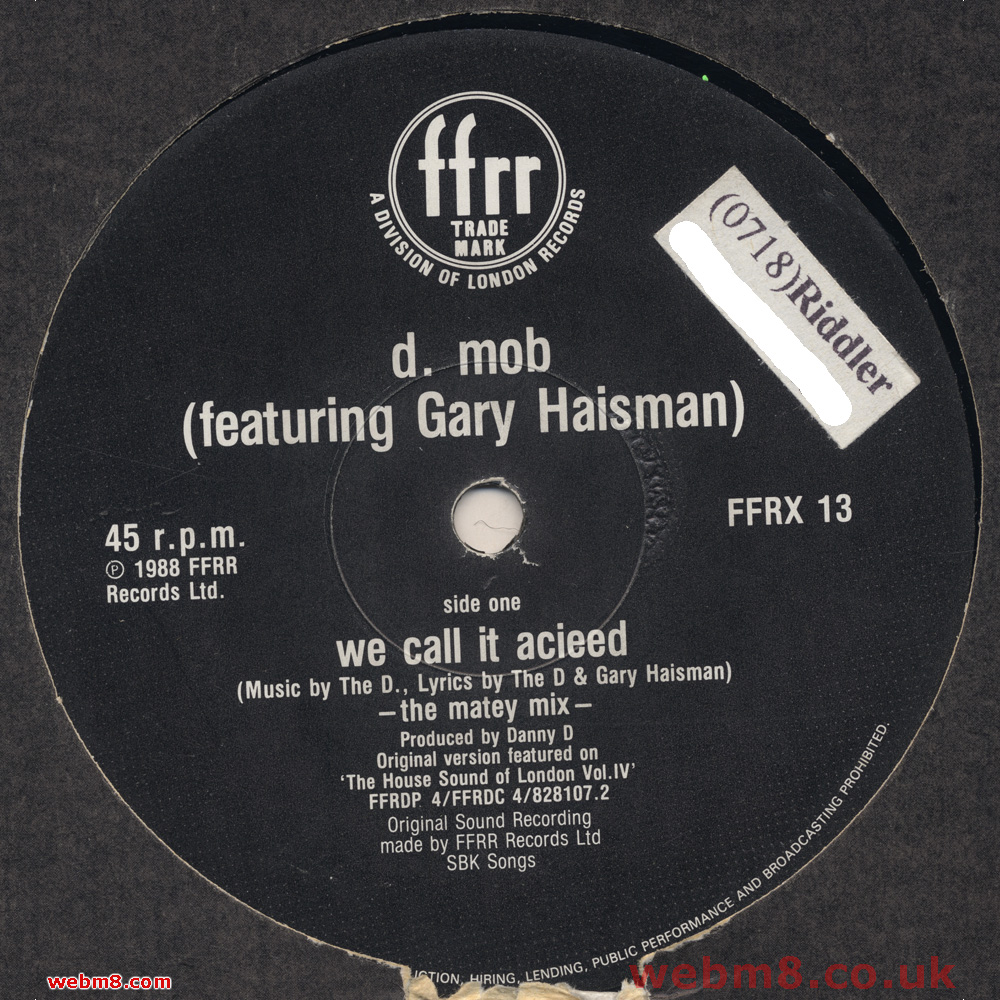 ffrr
TRADE
MARK
A DIVISION OF LONDON RECORDS
(0718)Riddler
d. mob
(featuring Gary Haisman)
45 r.p.m.
℗ 1988 FFRR
Records Ltd.
FFRX 13
side one
we call it acieed
(Music by The D., Lyrics by The D & Gary Haisman)
–the matey mix–
Produced by Danny D
Original version featured on
'The House Sound of London Vol.IV'
FFRDP 4/FFRDC 4/828107.2
Original Sound Recording
made by FFRR Records Ltd
SBK Songs
HIRING, LENDING, PUBLIC PERFORMANCE AND BROADCASTING PROHIBITED.
webm8.com
webm8.co.uk